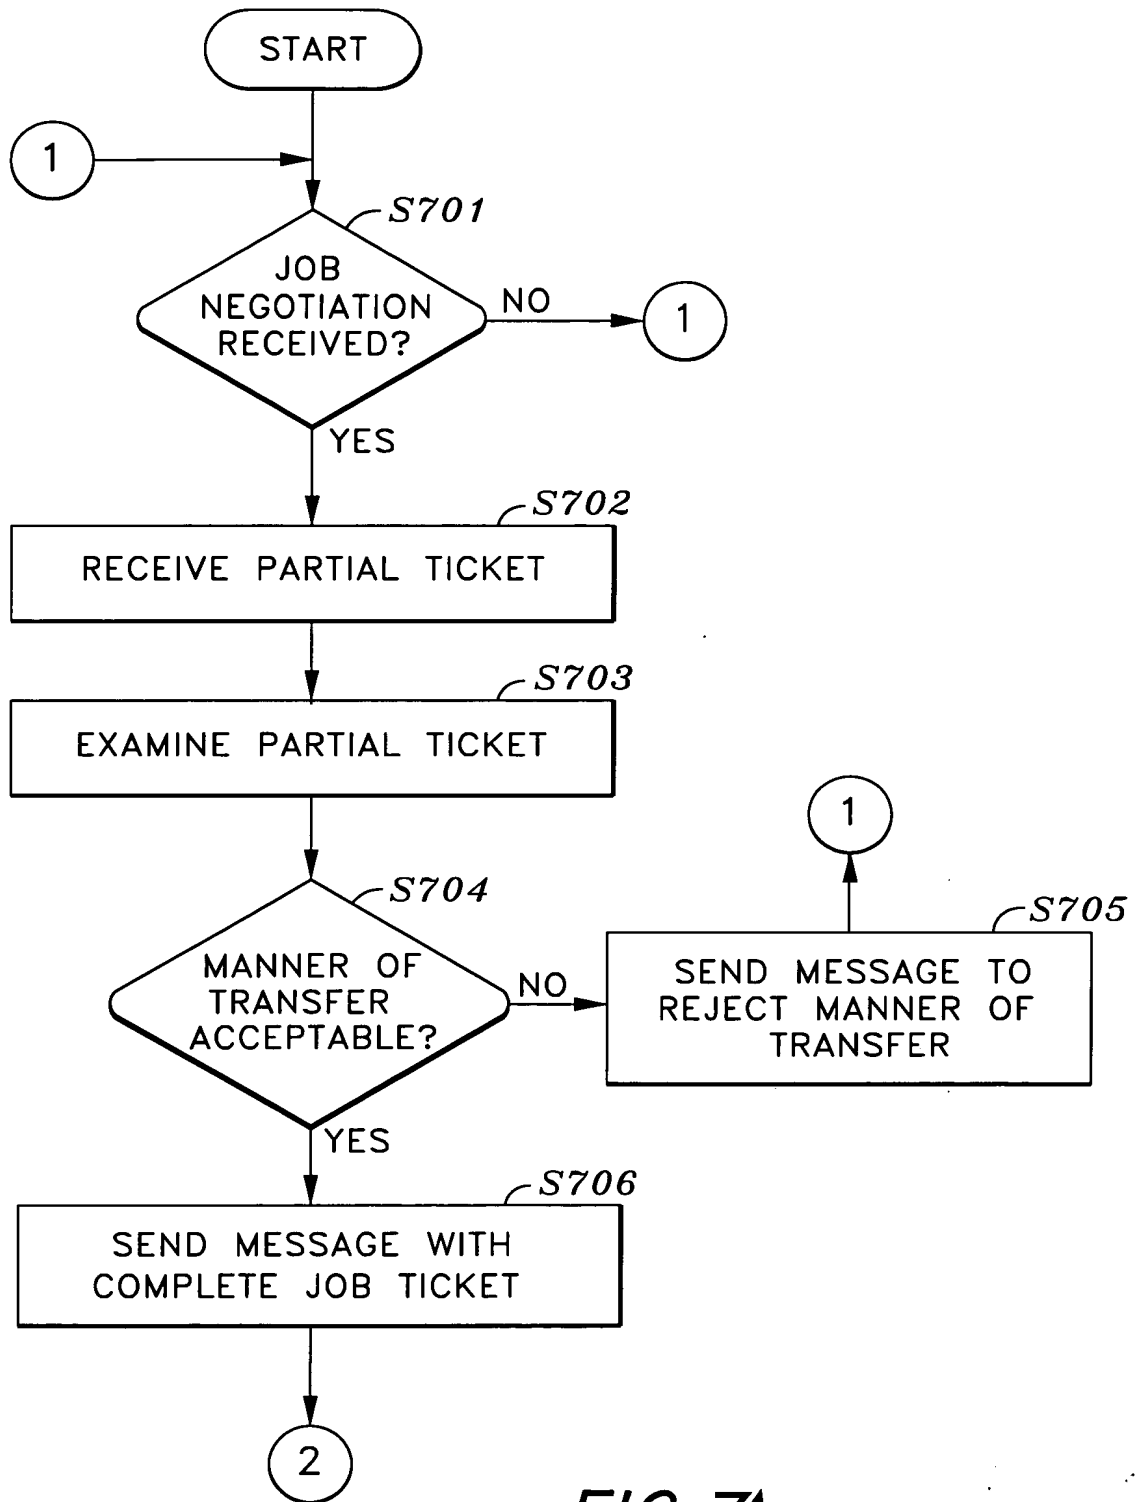 START
1
S701
JOB
NEGOTIATION
RECEIVED?
NO
1
YES
S702
RECEIVE PARTIAL TICKET
S703
EXAMINE PARTIAL TICKET
1
S704
MANNER OF
TRANSFER
ACCEPTABLE?
NO
S705
SEND MESSAGE TO
REJECT MANNER OF
TRANSFER
YES
S706
SEND MESSAGE WITH
COMPLETE JOB TICKET
2
FIG. 7A